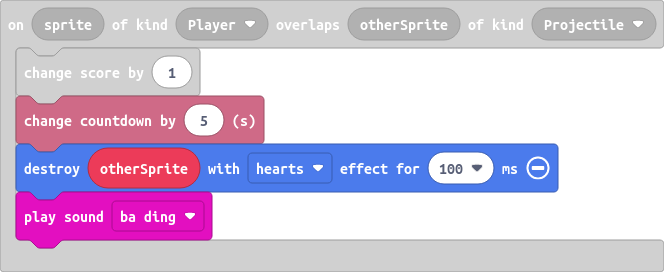 on sprite of kind Player overlaps otherSprite of kind Projectile
change score by 1
change countdown by 5 (s)
destroy otherSprite with hearts effect for 100 ms
play sound ba ding